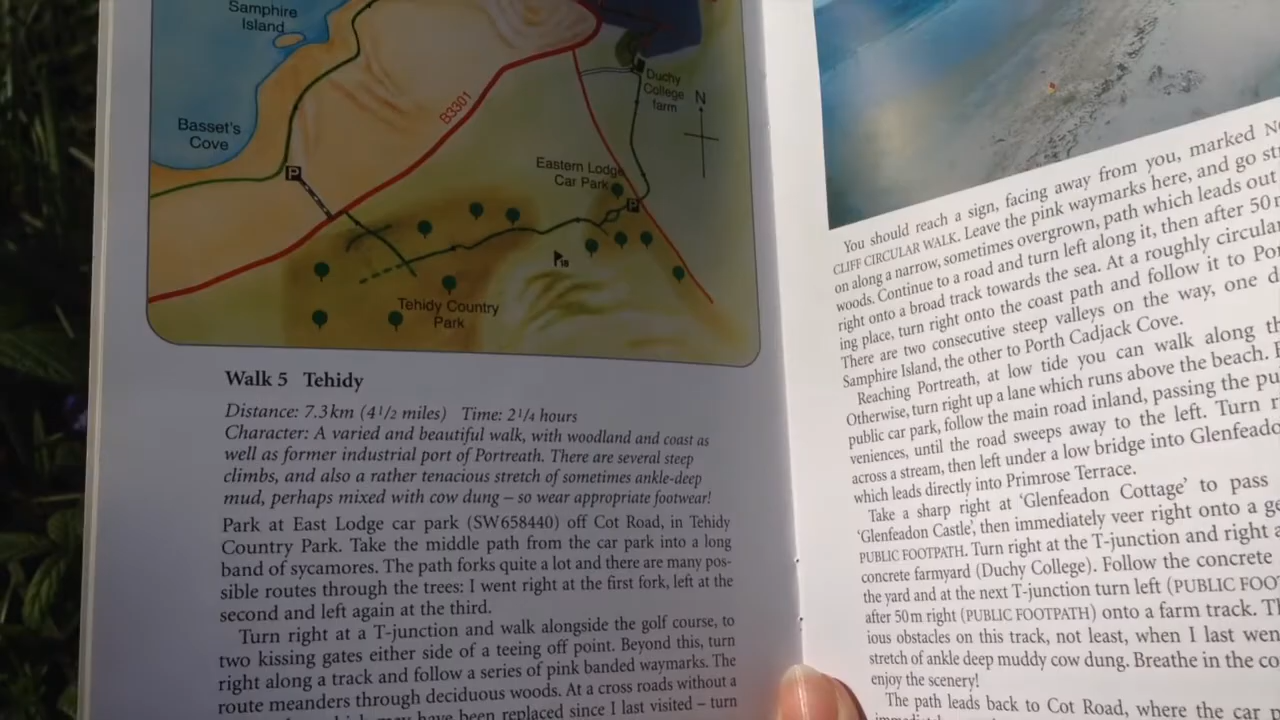 Samphire
Island
Basset's
Cove
B3301
Duchy
College
farm
N
P
Eastern Lodge
Car Park
P
18
Tehidy Country
Park
Walk 5 Tehidy
Distance: 7.3km (4 1/2 miles) Time: 2 1/4 hours
Character: A varied and beautiful walk, with woodland and coast as
well as former industrial port of Portreath. There are several steep
climbs, and also a rather tenacious stretch of sometimes ankle-deep
mud, perhaps mixed with cow dung – so wear appropriate footwear!
Park at East Lodge car park (SW658440) off Cot Road, in Tehidy
Country Park. Take the middle path from the car park into a long
band of sycamores. The path forks quite a lot and there are many pos-
sible routes through the trees: I went right at the first fork, left at the
second and left again at the third.
Turn right at a T-junction and walk alongside the golf course, to
two kissing gates either side of a teeing off point. Beyond this, turn
right along a track and follow a series of pink banded waymarks. The
route meanders through deciduous woods. At a cross roads without a
may have been replaced since I last visited – turn
You should reach a sign, facing away from you, marked
CLIFF CIRCULAR WALK. Leave the pink waymarks here, and go
on along a narrow, sometimes overgrown, path which leads out
woods. Continue to a road and turn left along it, then after 50m
right onto a broad track towards the sea. At a roughly circular
ing place, turn right onto the coast path and follow it to
There are two consecutive steep valleys on the way, one
Samphire Island, the other to Porth Cadjack Cove.
Reaching Portreath, at low tide you can walk along
Otherwise, turn right up a lane which runs above the beach.
public car park, follow the main road inland, passing the
veniences, until the road sweeps away to the left. Turn
across a stream, then left under a low bridge into
which leads directly into Primrose Terrace.
Take a sharp right at 'Glenfeadon Cottage' to pass
'Glenfeadon Castle', then immediately veer right onto a
PUBLIC FOOTPATH. Turn right at the T-junction and right
concrete farmyard (Duchy College). Follow the concrete
the yard and at the next T-junction turn left (PUBLIC
after 50m right (PUBLIC FOOTPATH) onto a farm track.
ious obstacles on this track, not least, when I last
stretch of ankle deep muddy cow dung. Breathe in the
enjoy the scenery!
The path leads back to Cot Road, where the car